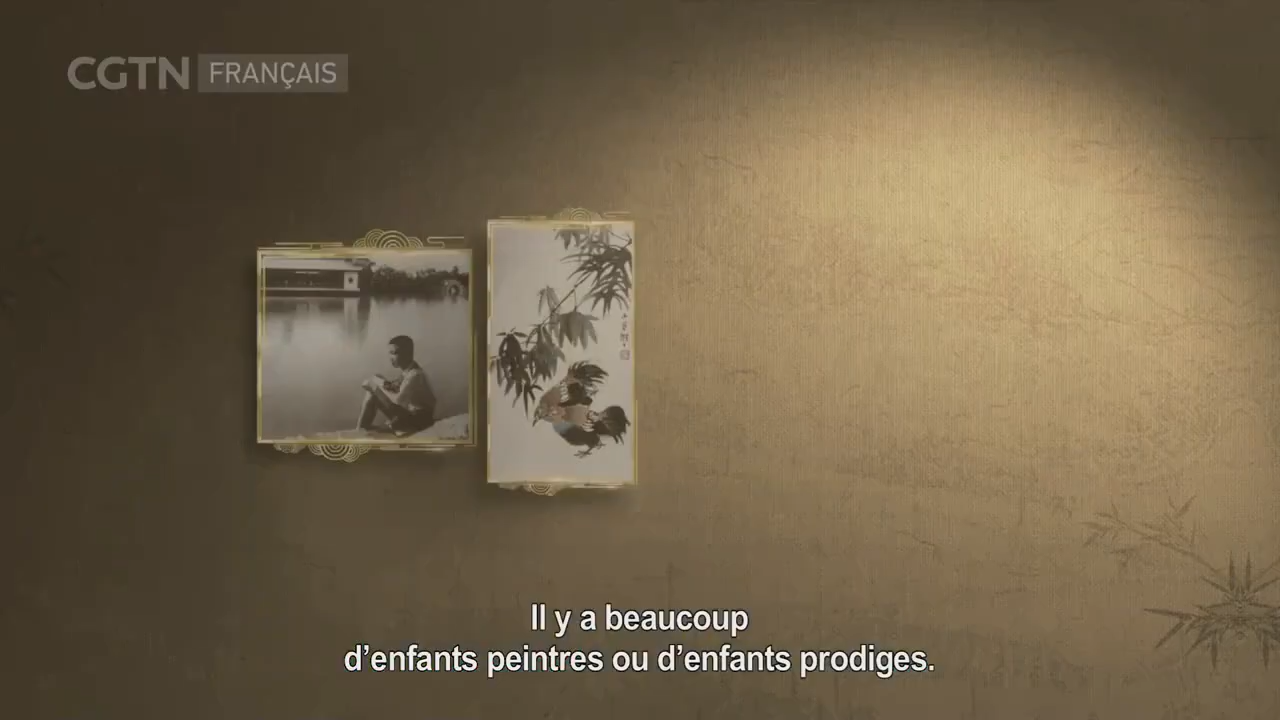 CGTN FRANÇAIS
Il y a beaucoup
d'enfants peintres ou d'enfants prodiges.